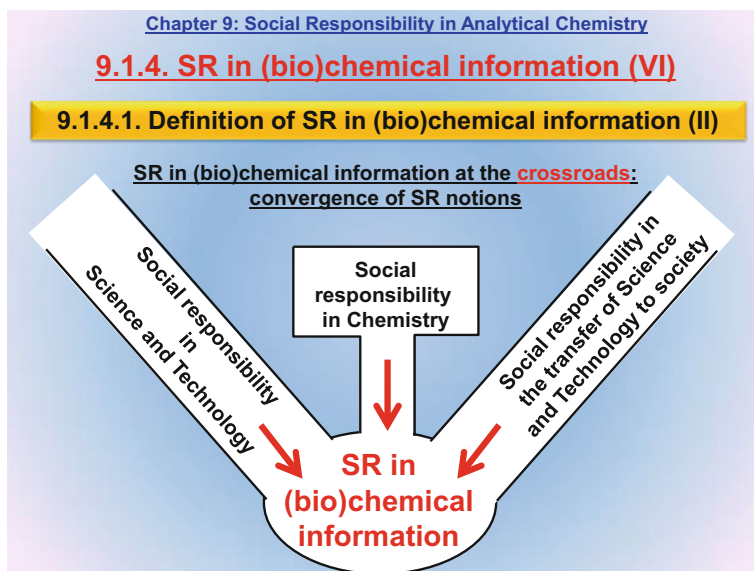 Chapter 9: Social Responsibility in Analytical Chemistry
9.1.4. SR in (bio)chemical information (VI)
9.1.4.1. Definition of SR in (bio)chemical information (II)
SR in (bio)chemical information at the crossroads:
convergence of SR notions
Social responsibility
in
Science and Technology
Social
responsibility
in Chemistry
Social responsibility in
the transfer of Science
and Technology to society
SR in
(bio)chemical
information